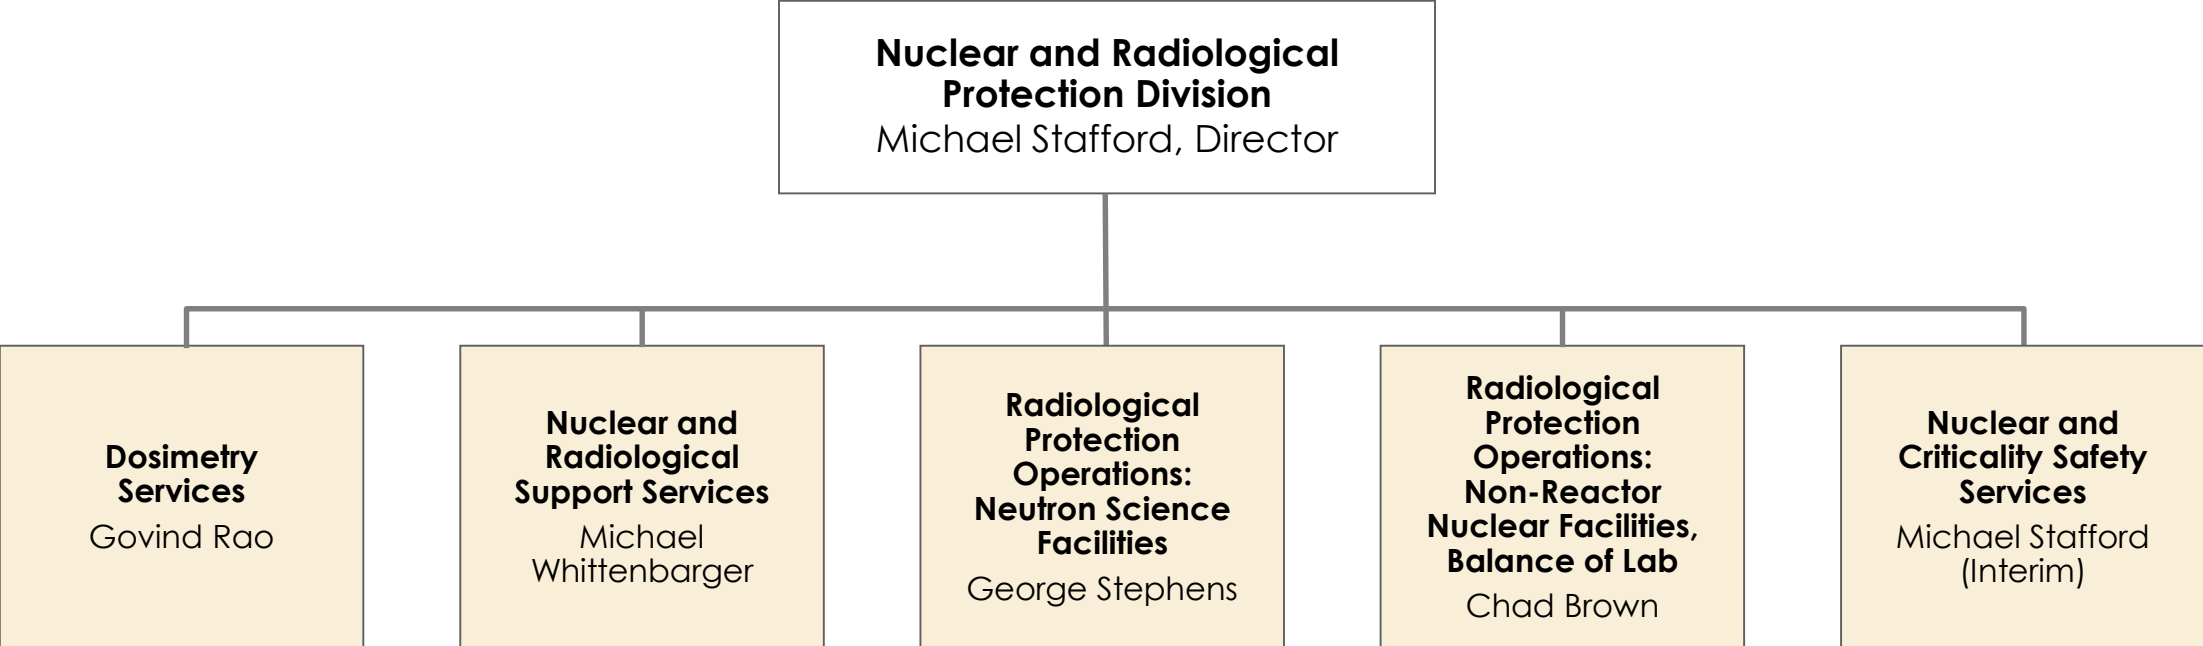 Nuclear and Radiological
Protection Division
Michael Stafford, Director
Dosimetry
Services
Govind Rao
Nuclear and
Radiological
Support Services
Michael
Whittenbarger
Radiological
Protection
Operations:
Neutron Science
Facilities
George Stephens
Radiological
Protection
Operations:
Non-Reactor
Nuclear Facilities,
Balance of Lab
Chad Brown
Nuclear and
Criticality Safety
Services
Michael Stafford
(Interim)